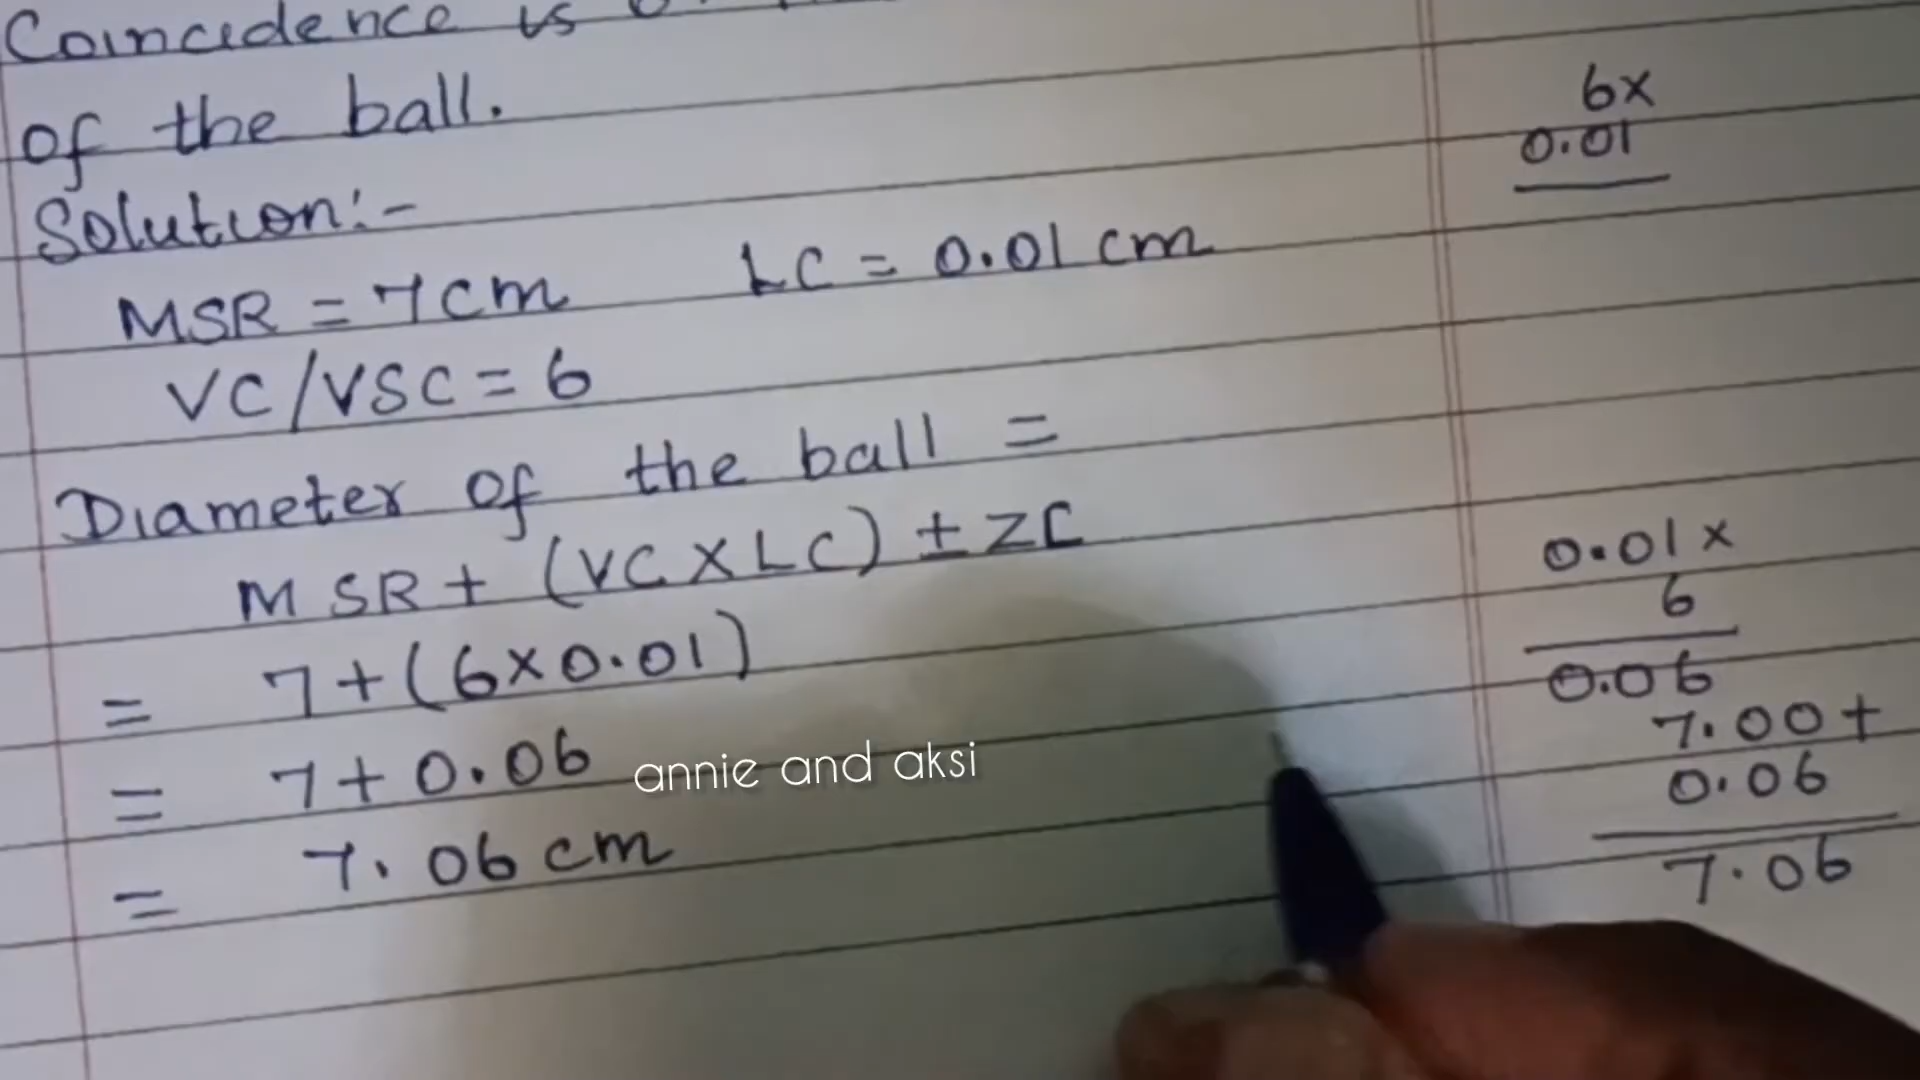 Coincidence is
of the ball.
Solution:-
MSR = 7cm LC = 0.01 cm
VC/VSC = 6
Diameter of the ball =
MSR + (VC X LC) ± ZC
= 7 + (6×0.01)
= 7 + 0.06
= 7.06 cm
annie and aksi
6×
0.01
0.01×
6
0.06
7.00+
0.06
7.06